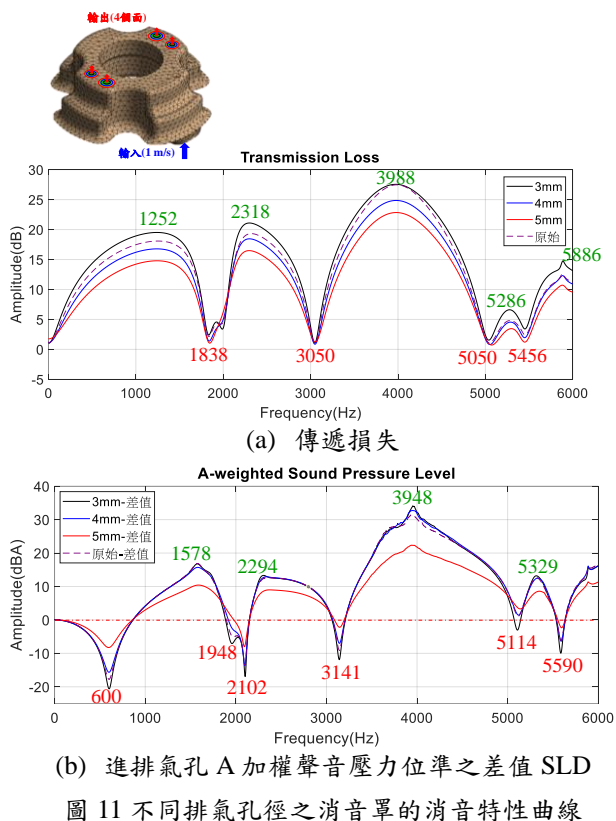 輸出(4個面)
輸入(1 m/s)
Transmission Loss
30
25
20
15
10
5
0
-5
Amplitude(dB)
1252
2318
3988
5286
5886
1838
3050
5050
5456
3mm
4mm
5mm
原始
0 1000 2000 3000 4000 5000 6000
Frequency(Hz)
(a) 傳遞損失
A-weighted Sound Pressure Level
40
30
20
10
0
-10
-20
Amplitude(dBA)
3mm-差值
4mm-差值
5mm-差值
原始-差值
1578
2294
3948
5329
600
1948
2102
3141
5114
5590
0 1000 2000 3000 4000 5000 6000
Frequency(Hz)
(b) 進排氣孔 A 加權聲音壓力位準之差值 SLD
圖 11 不同排氣孔徑之消音罩的消音特性曲線